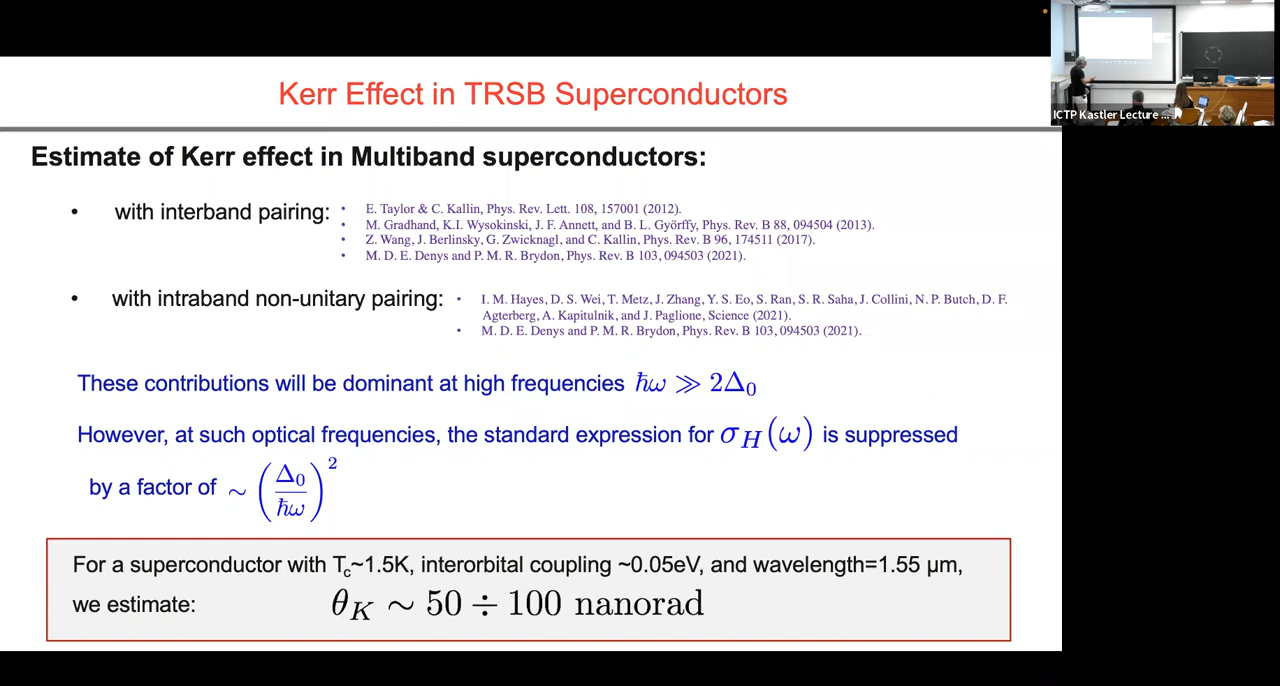 Kerr Effect in TRSB Superconductors
ICTP Kastler Lecture ...
Estimate of Kerr effect in Multiband superconductors:
• with interband pairing:
• E. Taylor & C. Kallin, Phys. Rev. Lett. 108, 157001 (2012).
• M. Gradhand, K.I. Wysokinski, J. F. Annett, and B. L. Györffy, Phys. Rev. B 88, 094504 (2013).
• Z. Wang, J. Berlinsky, G. Zwicknagl, and C. Kallin, Phys. Rev. B 96, 174511 (2017).
• M. D. E. Denys and P. M. R. Brydon, Phys. Rev. B 103, 094503 (2021).
• with intraband non-unitary pairing:
• I. M. Hayes, D. S. Wei, T. Metz, J. Zhang, Y. S. Eo, S. Ran, S. R. Saha, J. Collini, N. P. Butch, D. F.
Agterberg, A. Kapitulnik, and J. Paglione, Science (2021).
• M. D. E. Denys and P. M. R. Brydon, Phys. Rev. B 103, 094503 (2021).
These contributions will be dominant at high frequencies ħω ≫ 2Δ₀
However, at such optical frequencies, the standard expression for σ_H(ω) is suppressed
by a factor of ~ (Δ₀/ħω)²
For a superconductor with T_c~1.5K, interorbital coupling ~0.05eV, and wavelength=1.55 μm,
we estimate: θ_K ∼ 50 ÷ 100 nanorad